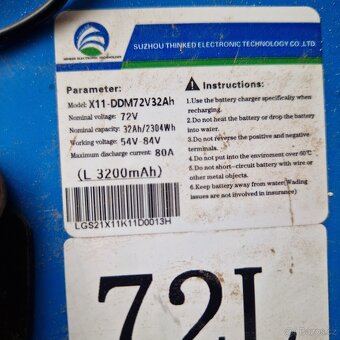 SUZHOU THINKED ELECTRONIC TECHNOLOGY CO .,LTD
Parameter:
Model: X11-DDM72V32Ah
Nominal voltage: 72V
Nominal capacity: 32Ah/2304Wh
Working voltage: 54V-84V
Maximum discharge current: 80A
(L 3200mAh)
LGS21X11K11D0013H
Instructions:
1.Use the battery charger specifically when
recharging.
2.Do not heat the battery or drop the battery
into water.
3.Do not reverse the positive and negative
terminals.
4.Do not put into the enviroment over 60℃
5.Do not short-circuit battery with wire or
other metal objects.
6.Keep battery away from water(Wading
issues are not involved in insurance)
72L